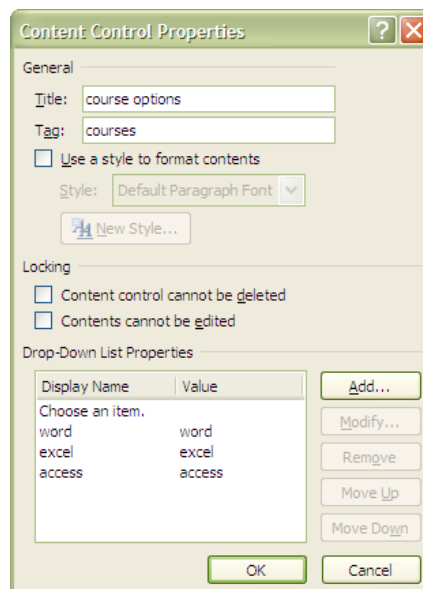 Content Control Properties
General
Title: course options
Tag: courses
Use a style to format contents
Style: Default Paragraph Font
New Style...
Locking
Content control cannot be deleted
Contents cannot be edited
Drop-Down List Properties
Display Name Value
Choose an item.
word word
excel excel
access access
Add...
Modify...
Remove
Move Up
Move Down
OK Cancel